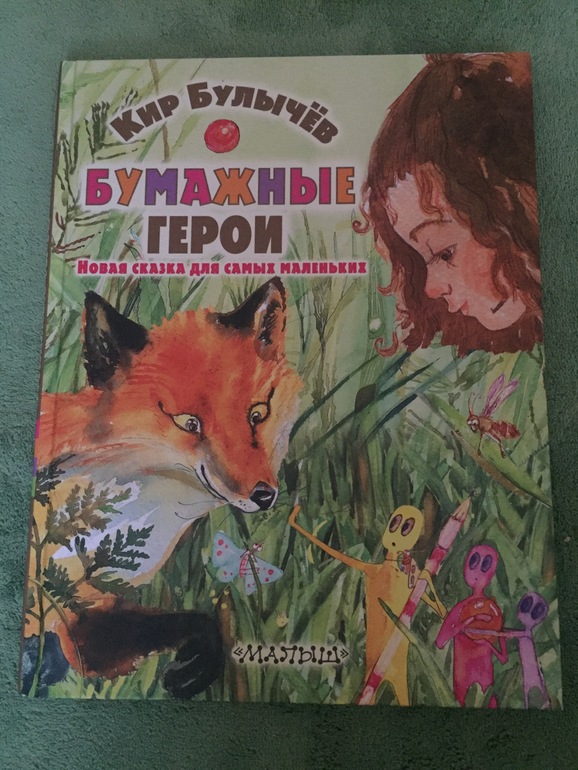 Кир Булычёв
БУМАЖНЫЕ
ГЕРОИ
Новая сказка для самых маленьких
«МАЛЫШ»